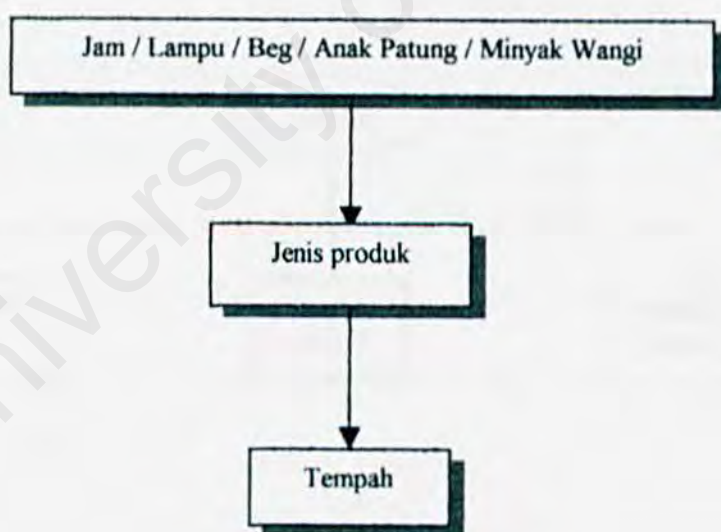 Jam / Lampu / Beg / Anak Patung / Minyak Wangi
Jenis produk
Tempah